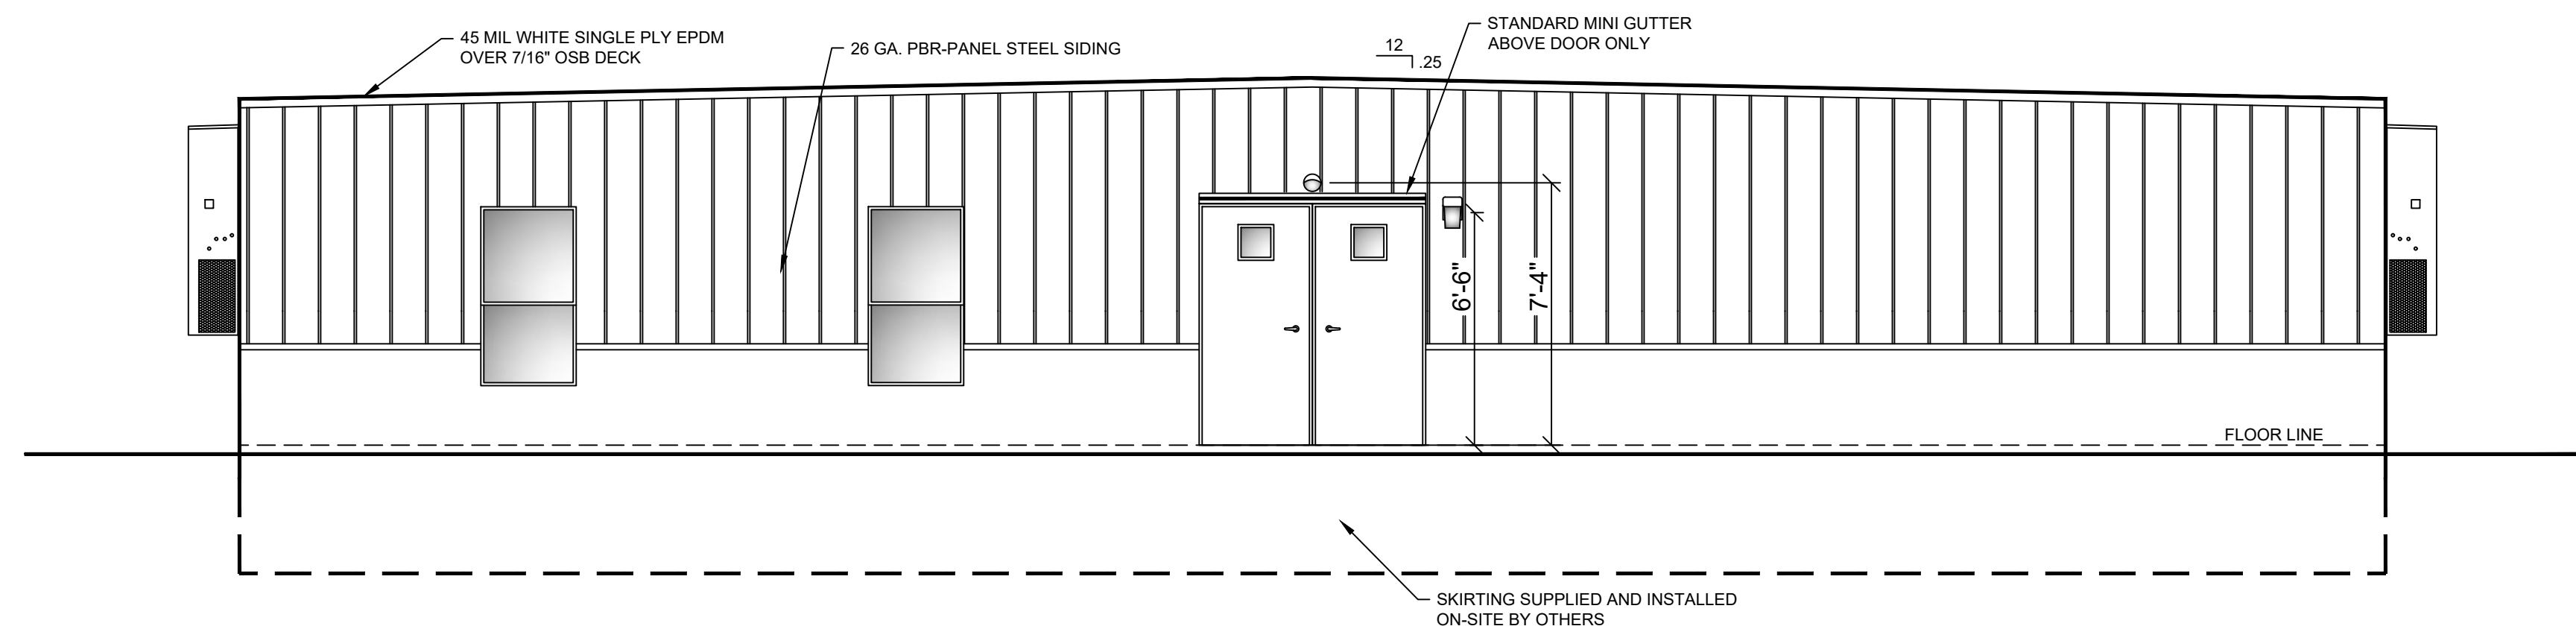 45 MIL WHITE SINGLE PLY EPDM
OVER 7/16" OSB DECK
26 GA. PBR-PANEL STEEL SIDING
12
.25
STANDARD MINI GUTTER
ABOVE DOOR ONLY
6'-6"
7'-4"
FLOOR LINE
SKIRTING SUPPLIED AND INSTALLED
ON-SITE BY OTHERS